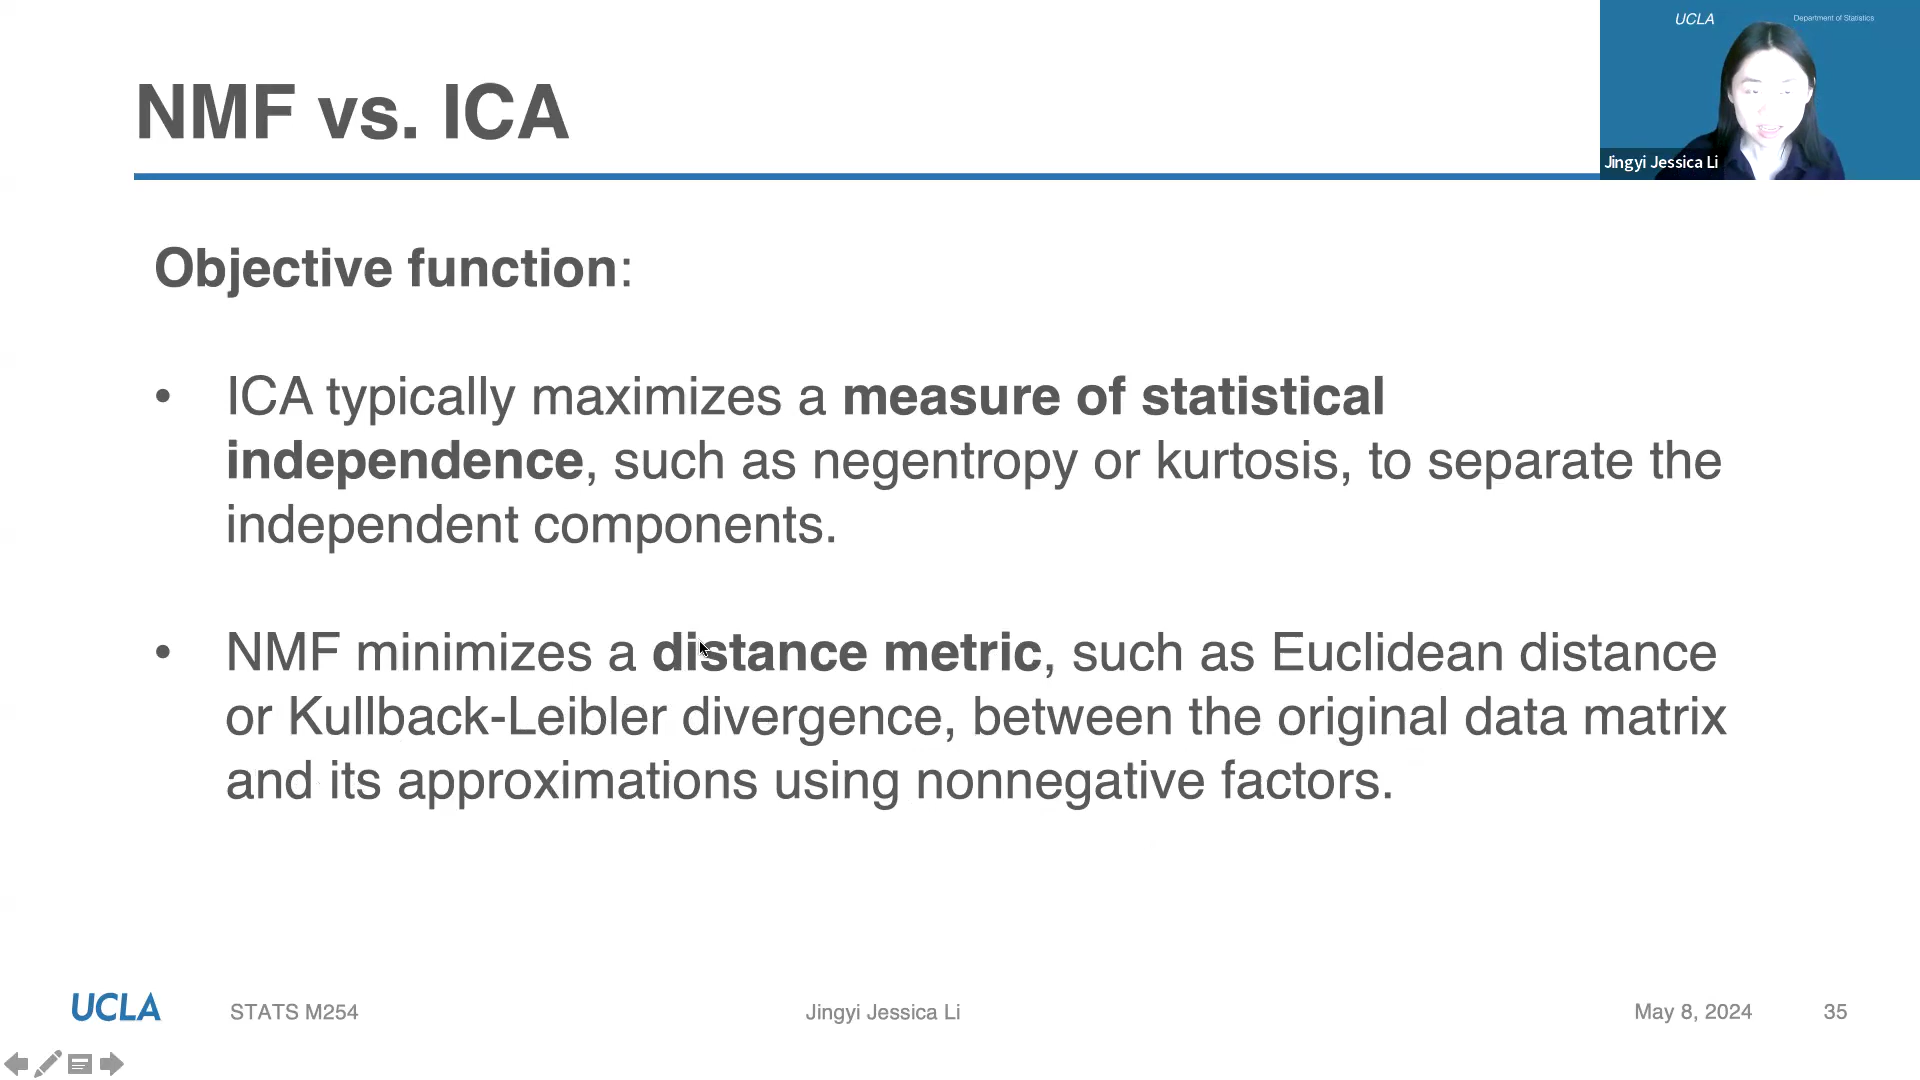 UCLA
Department of Statistics
NMF vs. ICA
Jingyi Jessica Li
Objective function:
• ICA typically maximizes a measure of statistical
independence, such as negentropy or kurtosis, to separate the
independent components.
• NMF minimizes a distance metric, such as Euclidean distance
or Kullback-Leibler divergence, between the original data matrix
and its approximations using nonnegative factors.
UCLA
STATS M254
Jingyi Jessica Li
May 8, 2024
35